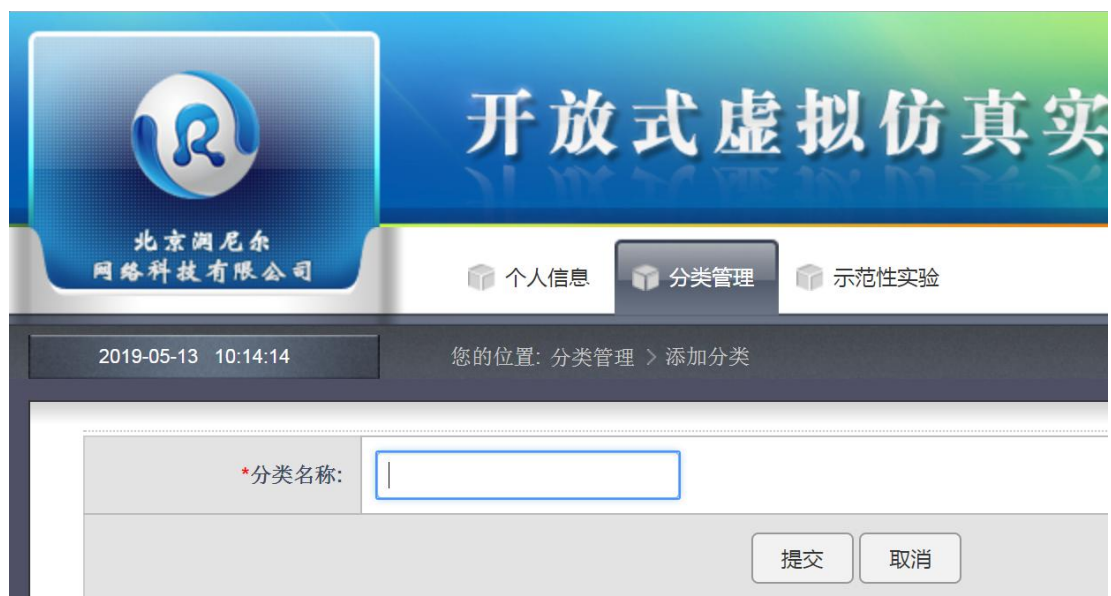 开放式虚拟仿真实
北京润尼尔
网络科技有限公司
个人信息 分类管理 示范性实验
2019-05-13 10:14:14
您的位置: 分类管理 > 添加分类
*分类名称:
提交 取消